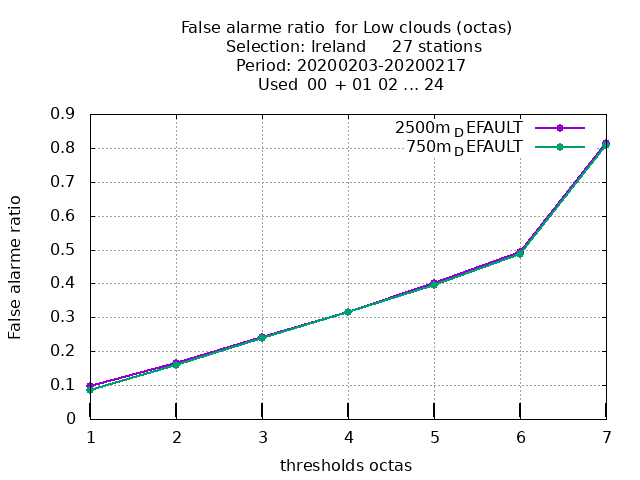 False alarme ratio  for Low clouds (octas)
Selection: Ireland     27 stations
Period: 20200203-20200217
Used  00  + 01 02 ... 24
2500m_DEFAULT
750m_DEFAULT
False alarme ratio
0.9
0.8
0.7
0.6
0.5
0.4
0.3
0.2
0.1
0
1 2 3 4 5 6 7
thresholds octas